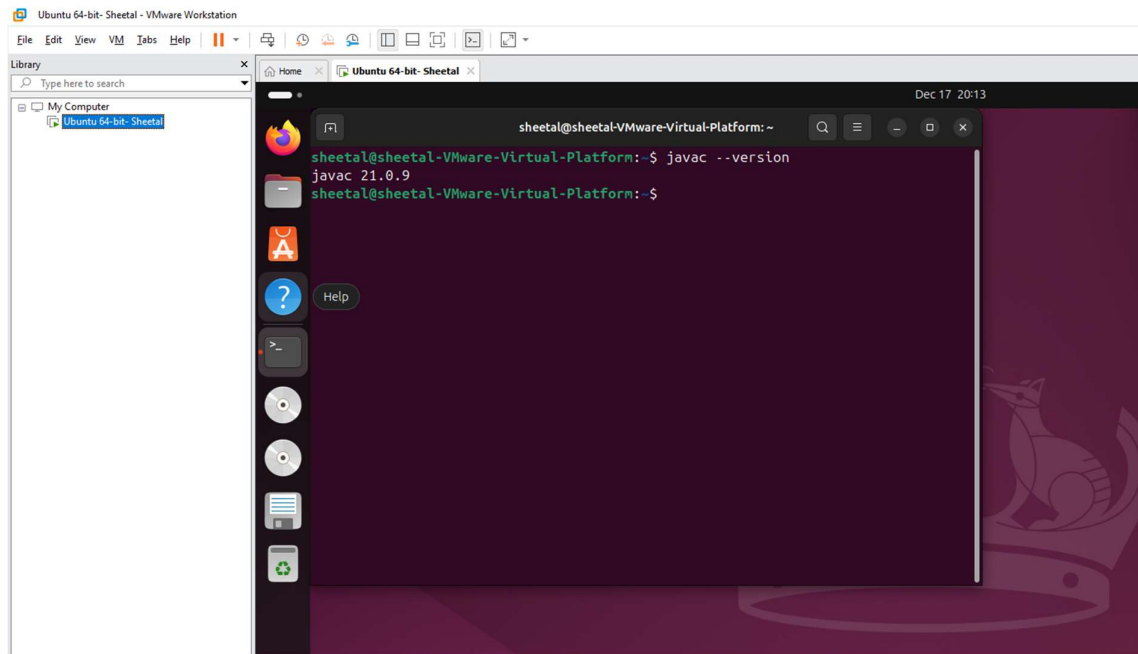 Ubuntu 64-bit- Sheetal - VMware Workstation
File Edit View VM Tabs Help
Library
Type here to search
My Computer
Ubuntu 64-bit- Sheetal
Home
Ubuntu 64-bit- Sheetal
Dec 17 20:13
sheetal@sheetal-VMware-Virtual-Platform: ~
sheetal@sheetal-VMware-Virtual-Platform:~$ javac --version
javac 21.0.9
sheetal@sheetal-VMware-Virtual-Platform:~$
Help